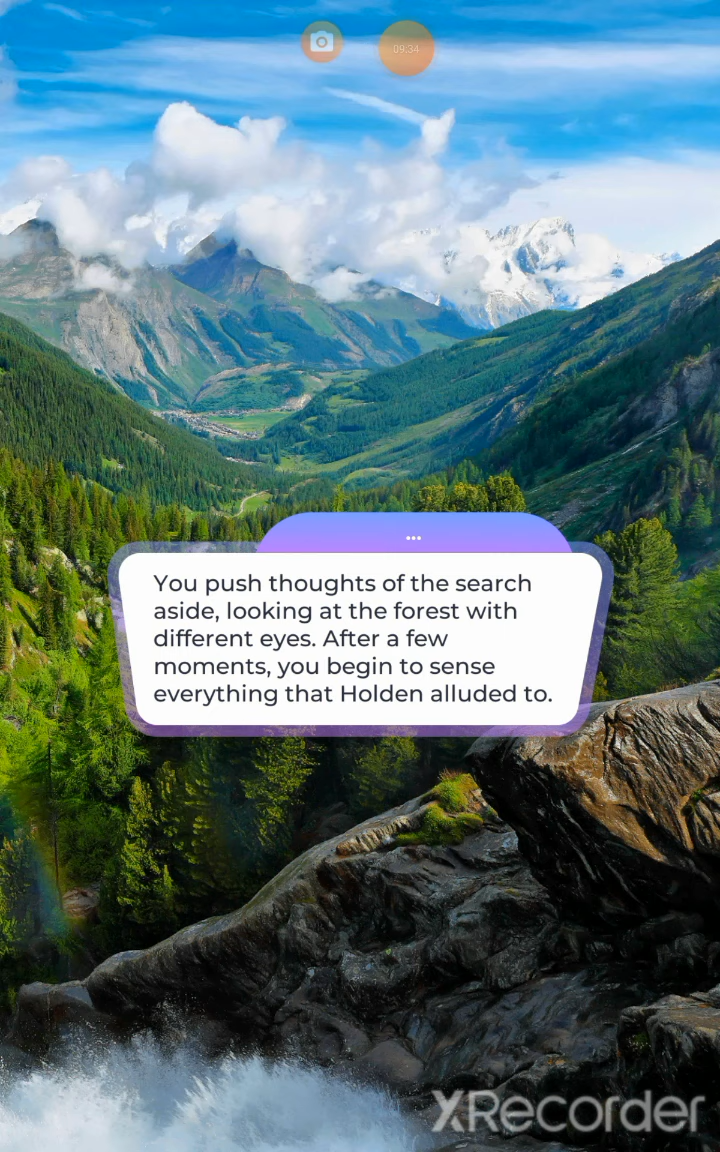 09:34
...
You push thoughts of the search
aside, looking at the forest with
different eyes. After a few
moments, you begin to sense
everything that Holden alluded to.
XRecorder